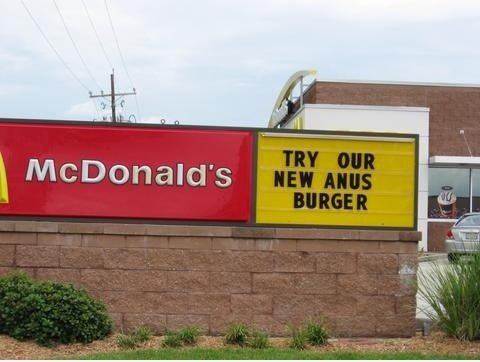 McDonald's
TRY OUR
NEW ANUS
BURGER